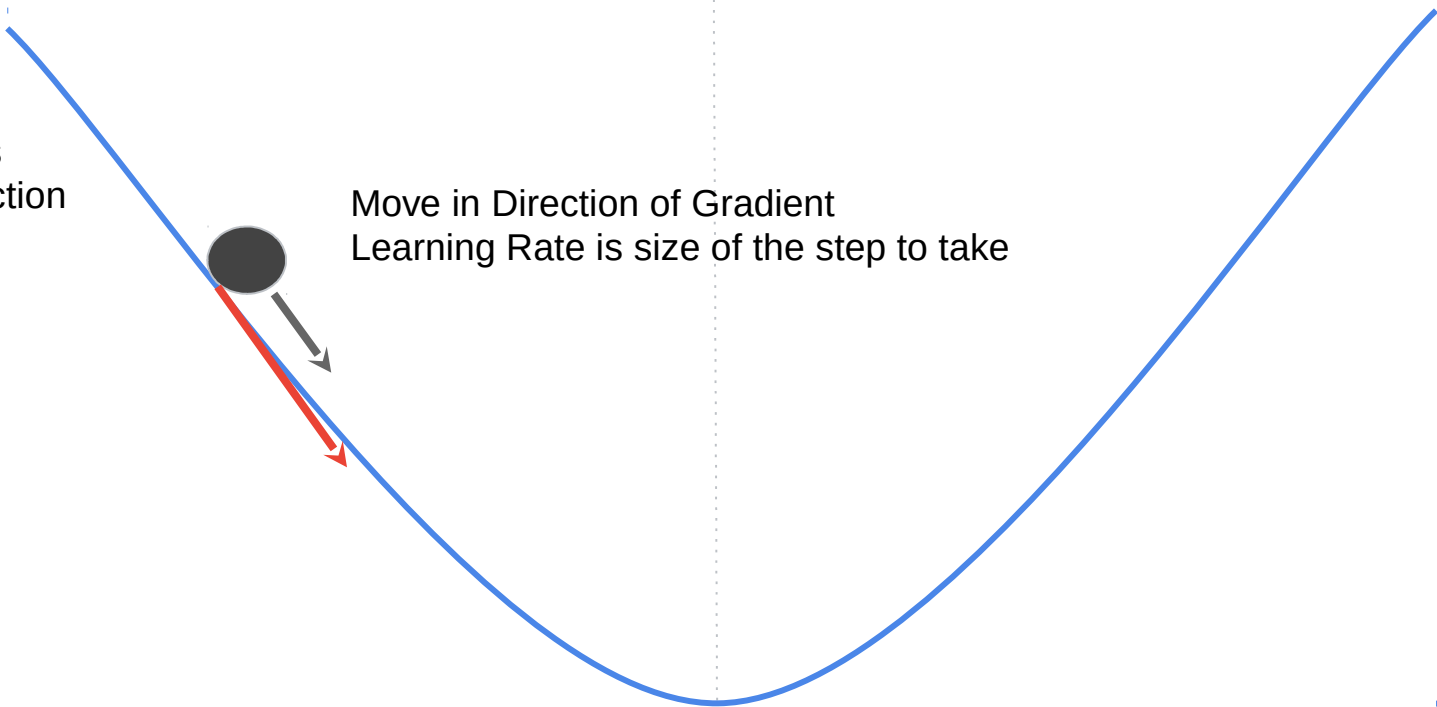 Move in Direction of Gradient
Learning Rate is size of the step to take